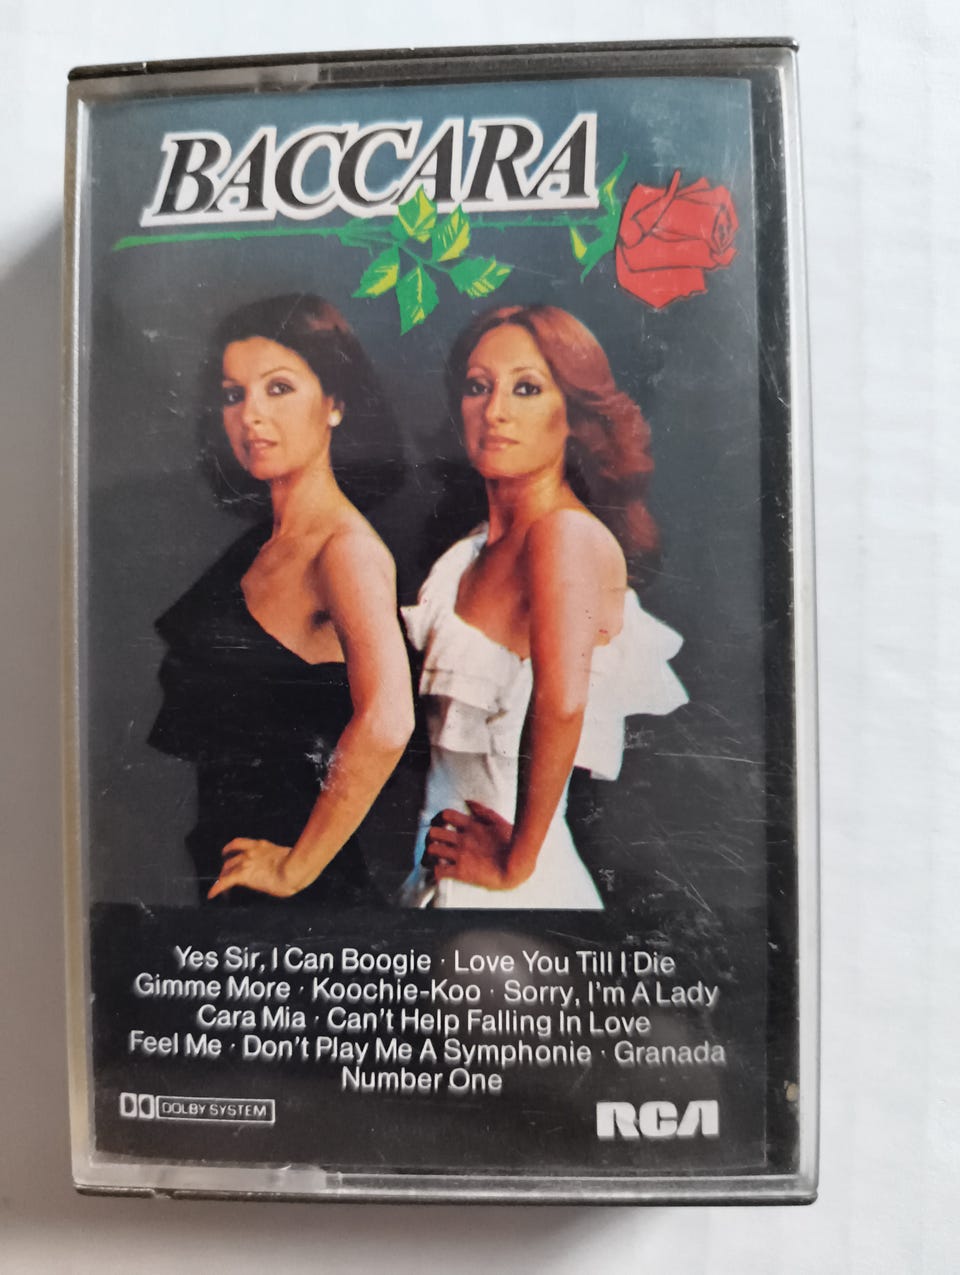 BACCARA
Yes Sir, I Can Boogie · Love You Till I Die
Gimme More · Koochie-Koo · Sorry, I'm A Lady
Cara Mia · Can't Help Falling In Love
Feel Me · Don't Play Me A Symphonie · Granada
Number One
DOLBY SYSTEM
RCA